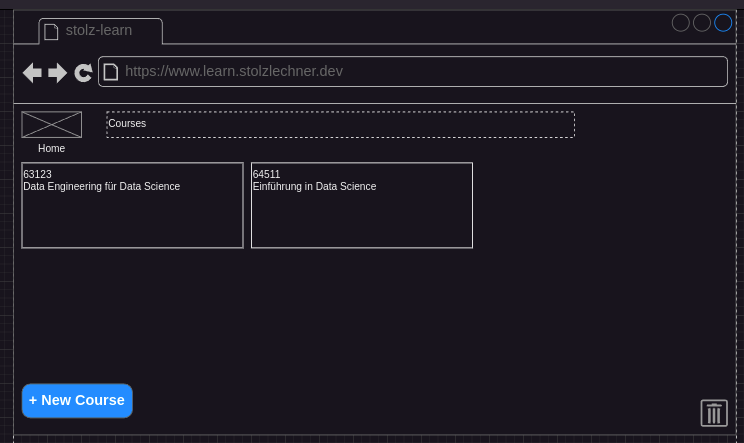 stolz-learn
https://www.learn.stolzlechner.dev
Courses
Home
63123
Data Engineering für Data Science
64511
Einführung in Data Science
+ New Course